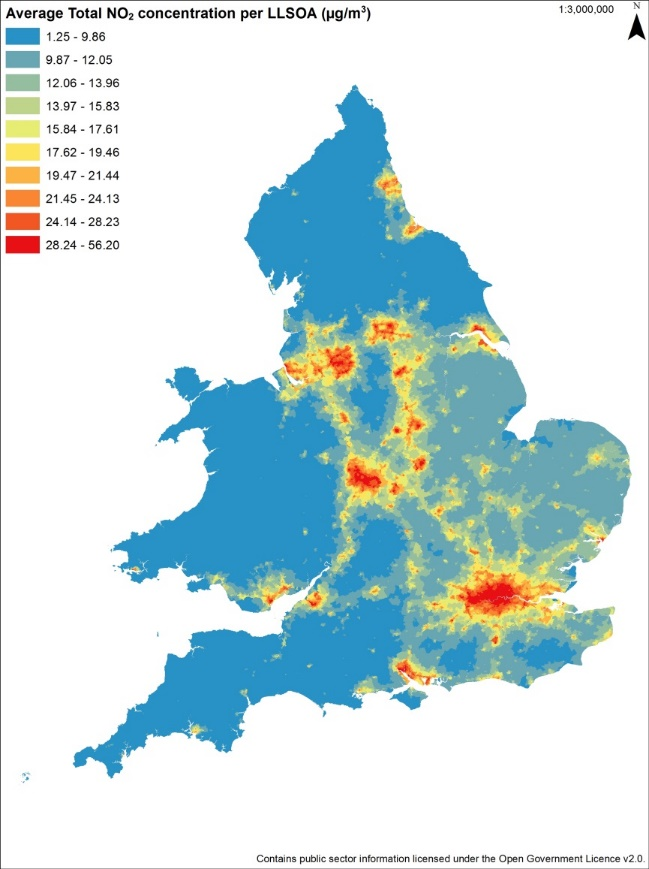 Average Total NO₂ concentration per LLSOA (µg/m³)
1:3,000,000
N
1.25 - 9.86
9.87 - 12.05
12.06 - 13.96
13.97 - 15.83
15.84 - 17.61
17.62 - 19.46
19.47 - 21.44
21.45 - 24.13
24.14 - 28.23
28.24 - 56.20
Contains public sector information licensed under the Open Government Licence v2.0.